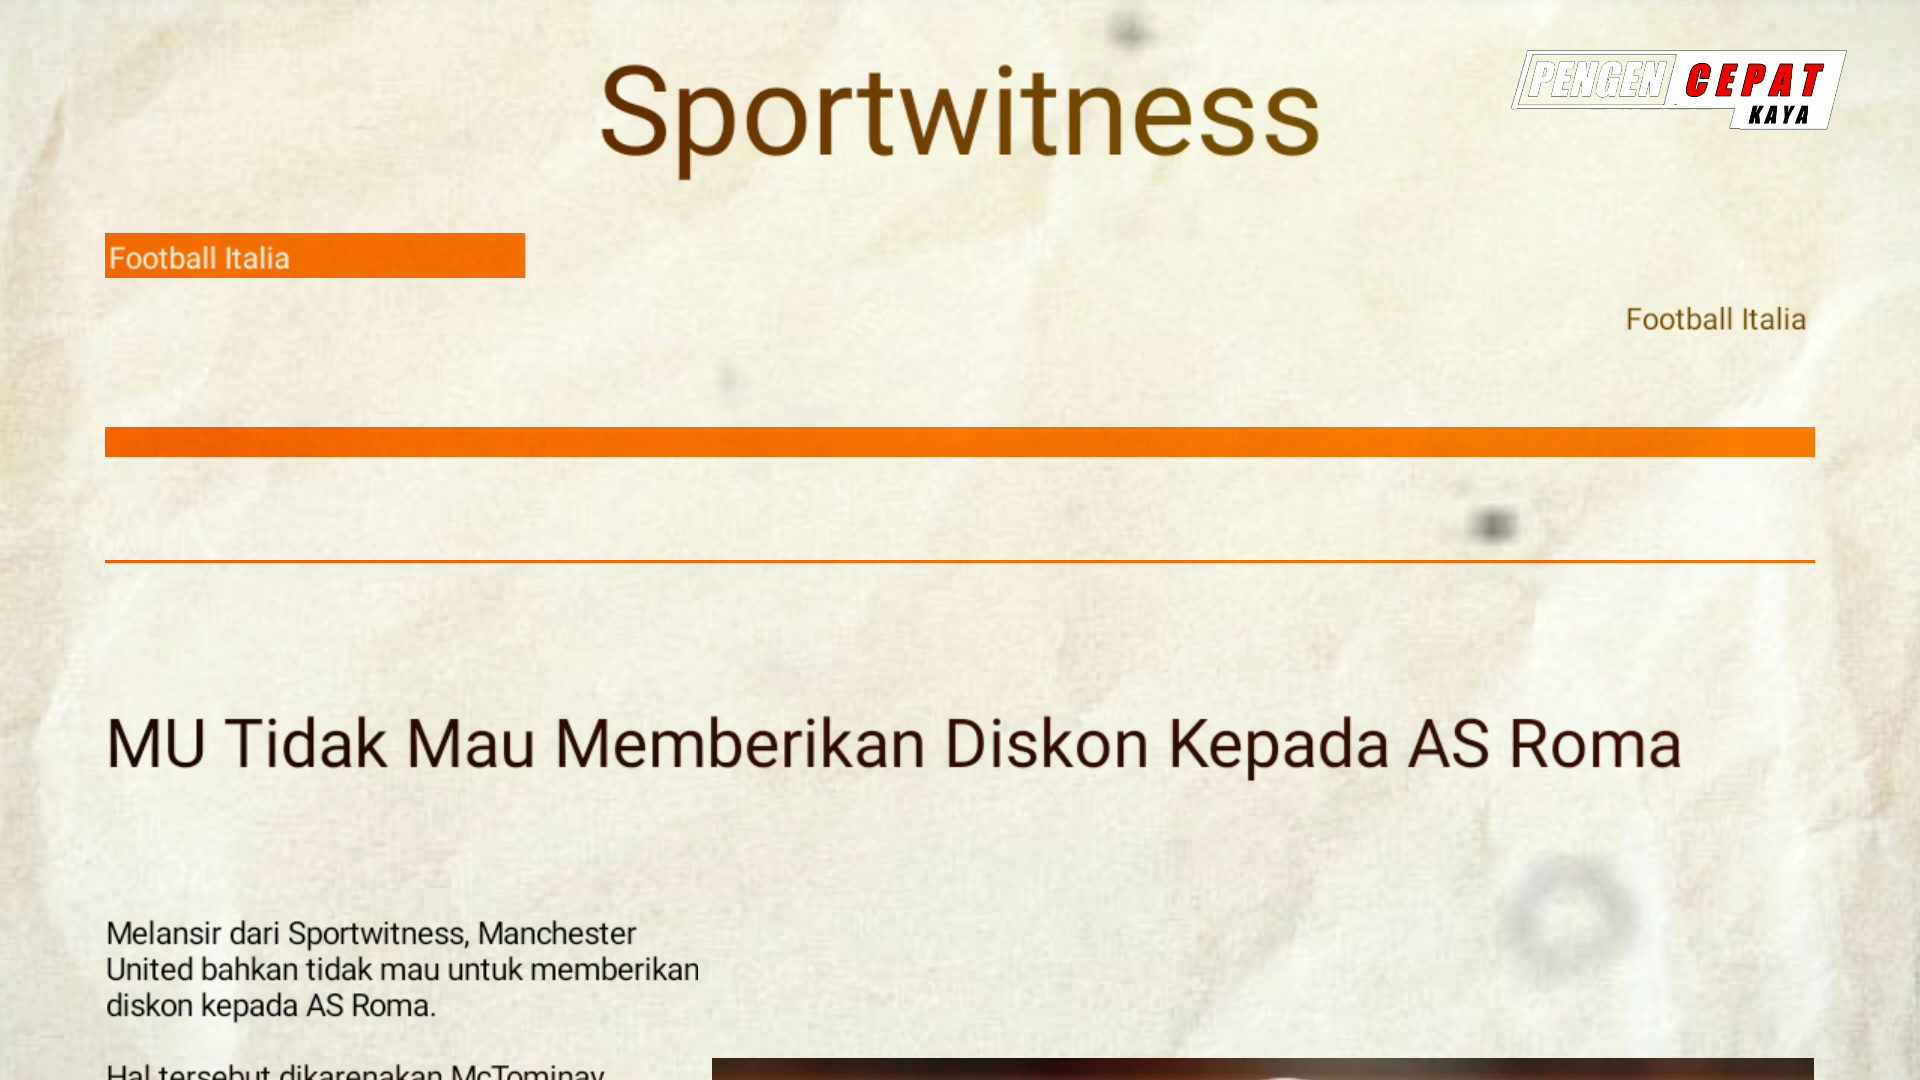 Sportwitness
PENGEN CEPAT
KAYA
Football Italia
Football Italia
MU Tidak Mau Memberikan Diskon Kepada AS Roma
Melansir dari Sportwitness, Manchester
United bahkan tidak mau untuk memberikan
diskon kepada AS Roma.
Hal tersebut dikarenakan McTominay